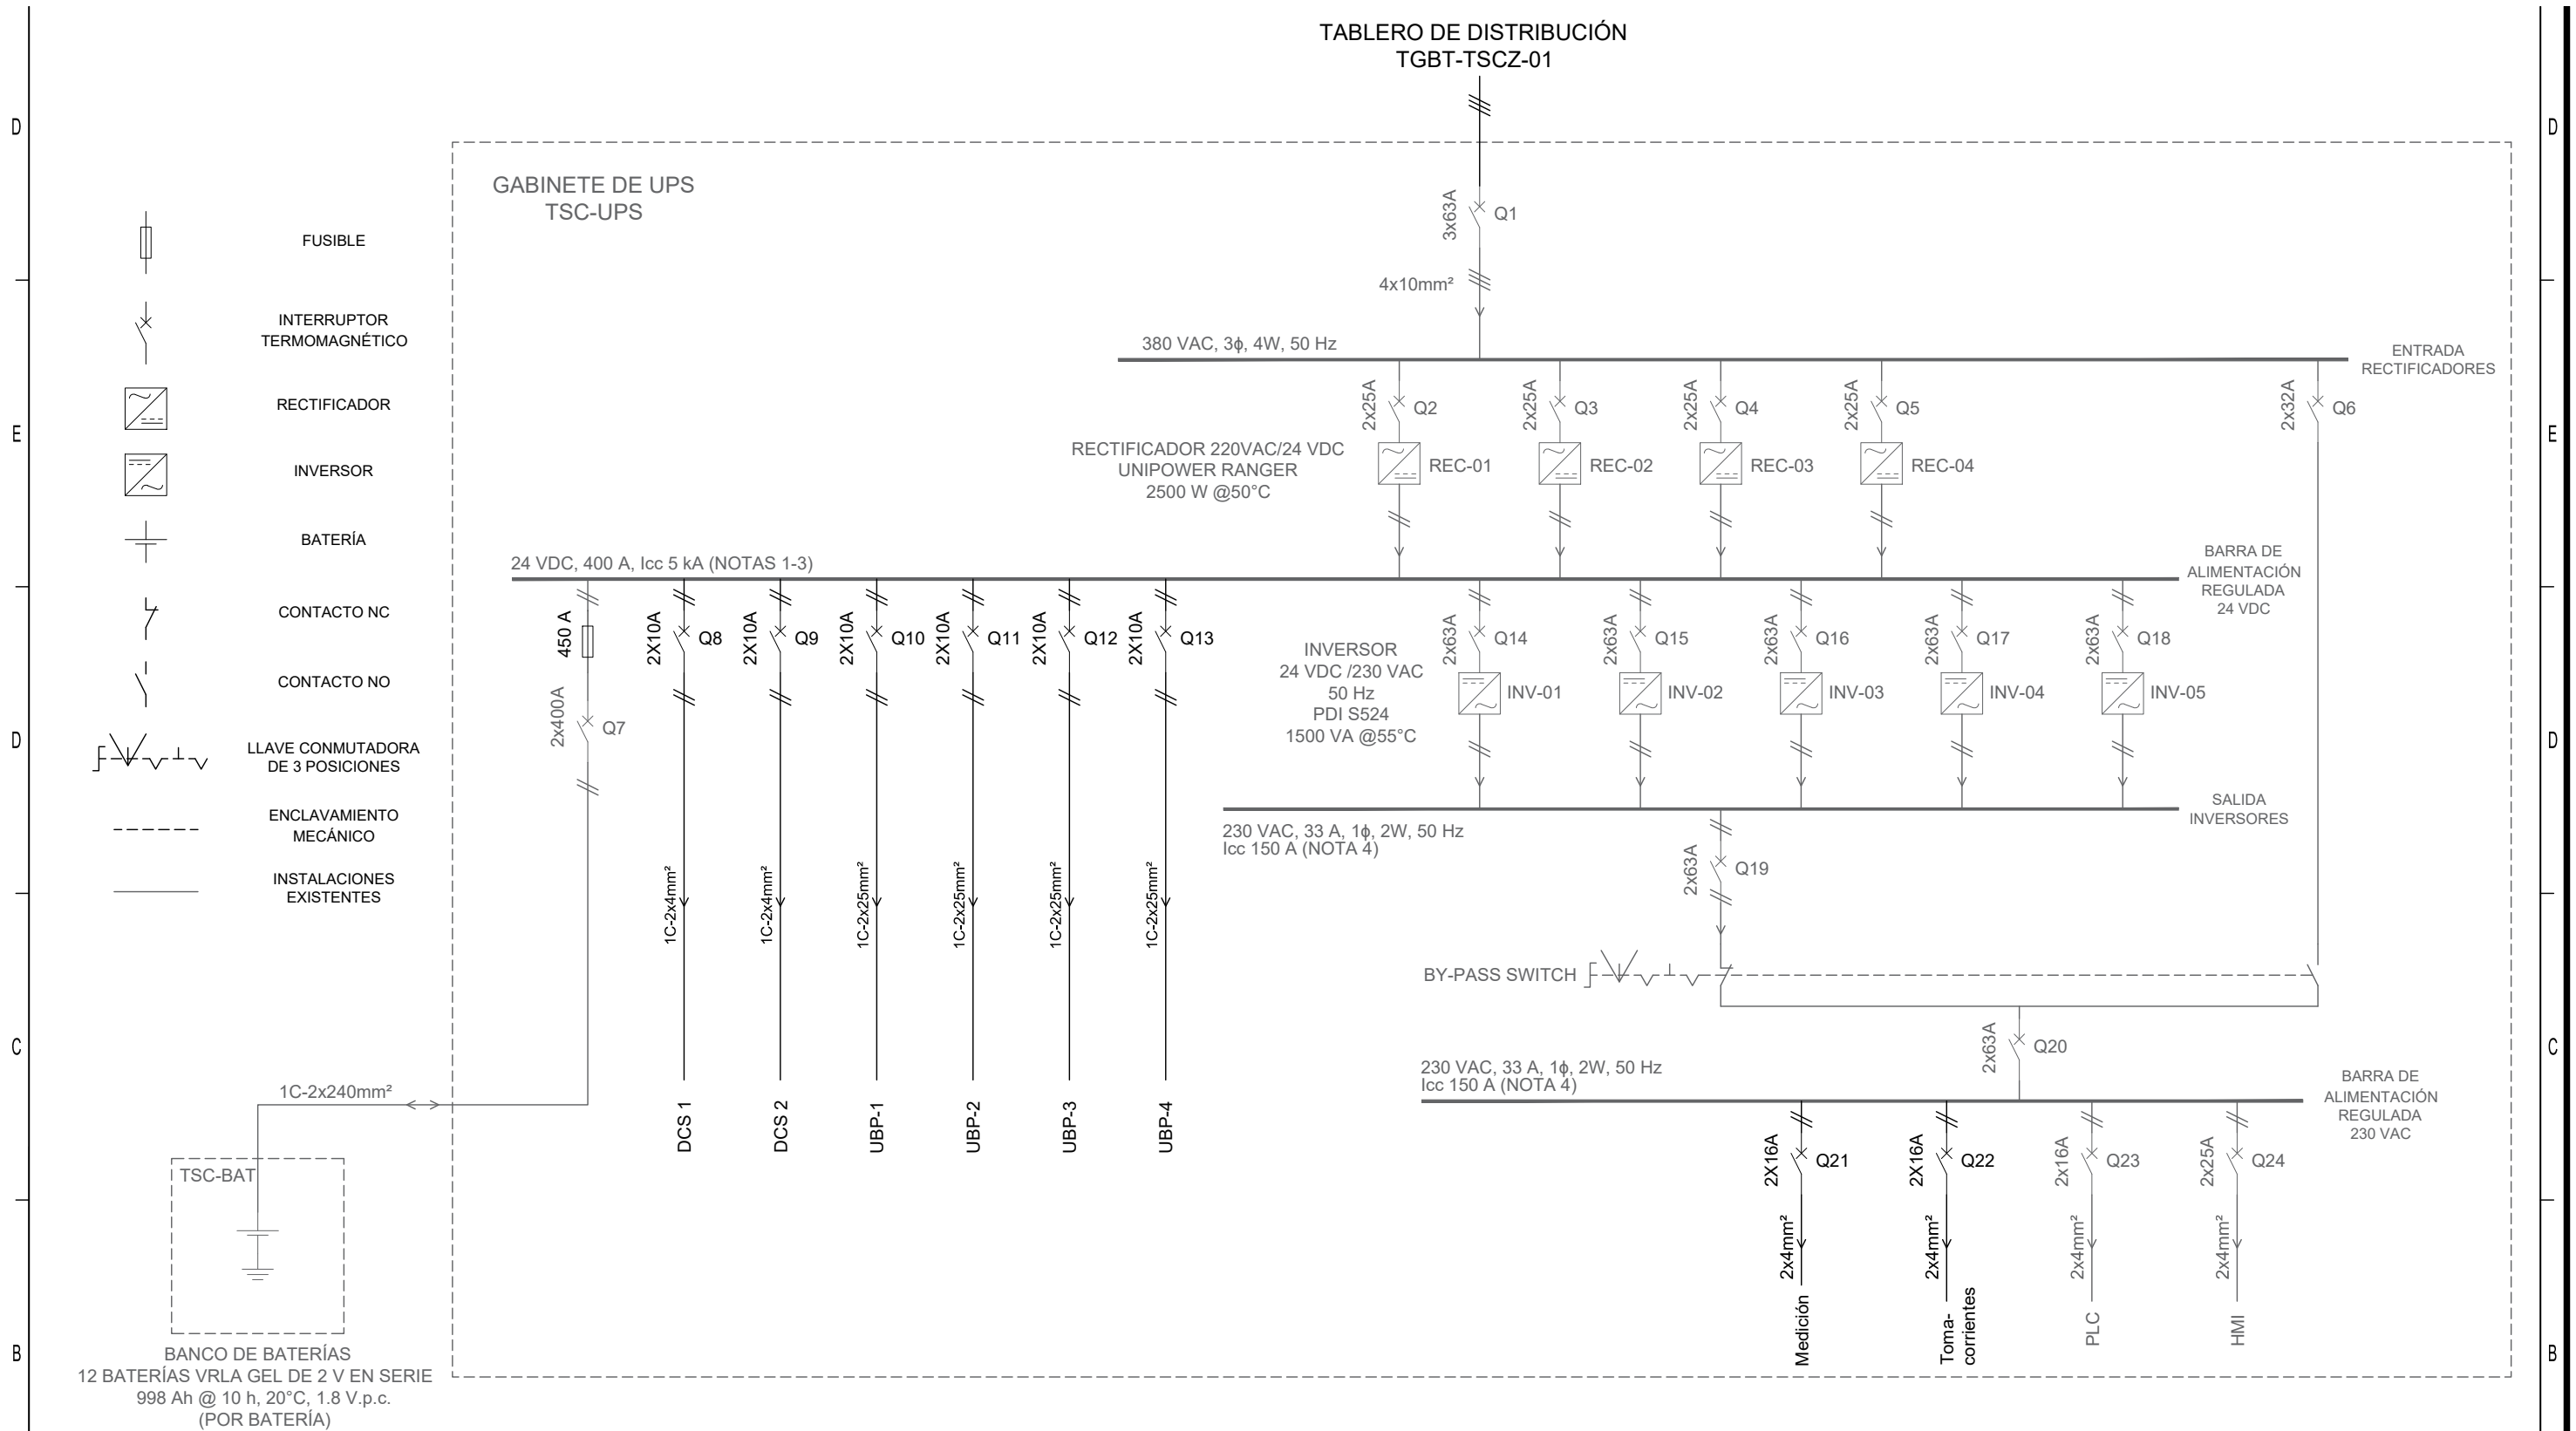 TABLERO DE DISTRIBUCIÓN
TGBT-TSCZ-01
D
D
GABINETE DE UPS
TSC-UPS
3x63A
Q1
4x10mm²
FUSIBLE
INTERRUPTOR
TERMOMAGNÉTICO
RECTIFICADOR
INVERSOR
BATERÍA
CONTACTO NC
CONTACTO NO
LLAVE CONMUTADORA
DE 3 POSICIONES
ENCLAVAMIENTO
MECÁNICO
INSTALACIONES
EXISTENTES
380 VAC, 3ϕ, 4W, 50 Hz
ENTRADA
RECTIFICADORES
2x25A
Q2
2x25A
Q3
2x25A
Q4
2x25A
Q5
2x32A
Q6
E
E
RECTIFICADOR 220VAC/24 VDC
UNIPOWER RANGER
2500 W @50°C
REC-01
REC-02
REC-03
REC-04
24 VDC, 400 A, Icc 5 kA (NOTAS 1-3)
BARRA DE
ALIMENTACIÓN
REGULADA
24 VDC
450 A
2x400A
Q7
2X10A
Q8
2X10A
Q9
2X10A
Q10
2X10A
Q11
2X10A
Q12
2X10A
Q13
2x63A
Q14
2x63A
Q15
2x63A
Q16
2x63A
Q17
2x63A
Q18
INVERSOR
24 VDC /230 VAC
50 Hz
PDI S524
1500 VA @55°C
INV-01
INV-02
INV-03
INV-04
INV-05
D
D
230 VAC, 33 A, 1ϕ, 2W, 50 Hz
Icc 150 A (NOTA 4)
SALIDA
INVERSORES
2x63A
Q19
1C-2x4mm²
1C-2x4mm²
1C-2x25mm²
1C-2x25mm²
1C-2x25mm²
1C-2x25mm²
BY-PASS SWITCH
C
C
2x63A
Q20
230 VAC, 33 A, 1ϕ, 2W, 50 Hz
Icc 150 A (NOTA 4)
BARRA DE
ALIMENTACIÓN
REGULADA
230 VAC
1C-2x240mm²
DCS 1
DCS 2
UBP-1
UBP-2
UBP-3
UBP-4
TSC-BAT
2X16A
Q21
2X16A
Q22
2x16A
Q23
2x25A
Q24
2x4mm²
2x4mm²
2x4mm²
2x4mm²
Medición
Toma-
corrientes
PLC
HMI
B
B
BANCO DE BATERÍAS
12 BATERÍAS VRLA GEL DE 2 V EN SERIE
998 Ah @ 10 h, 20°C, 1.8 V.p.c.
(POR BATERÍA)